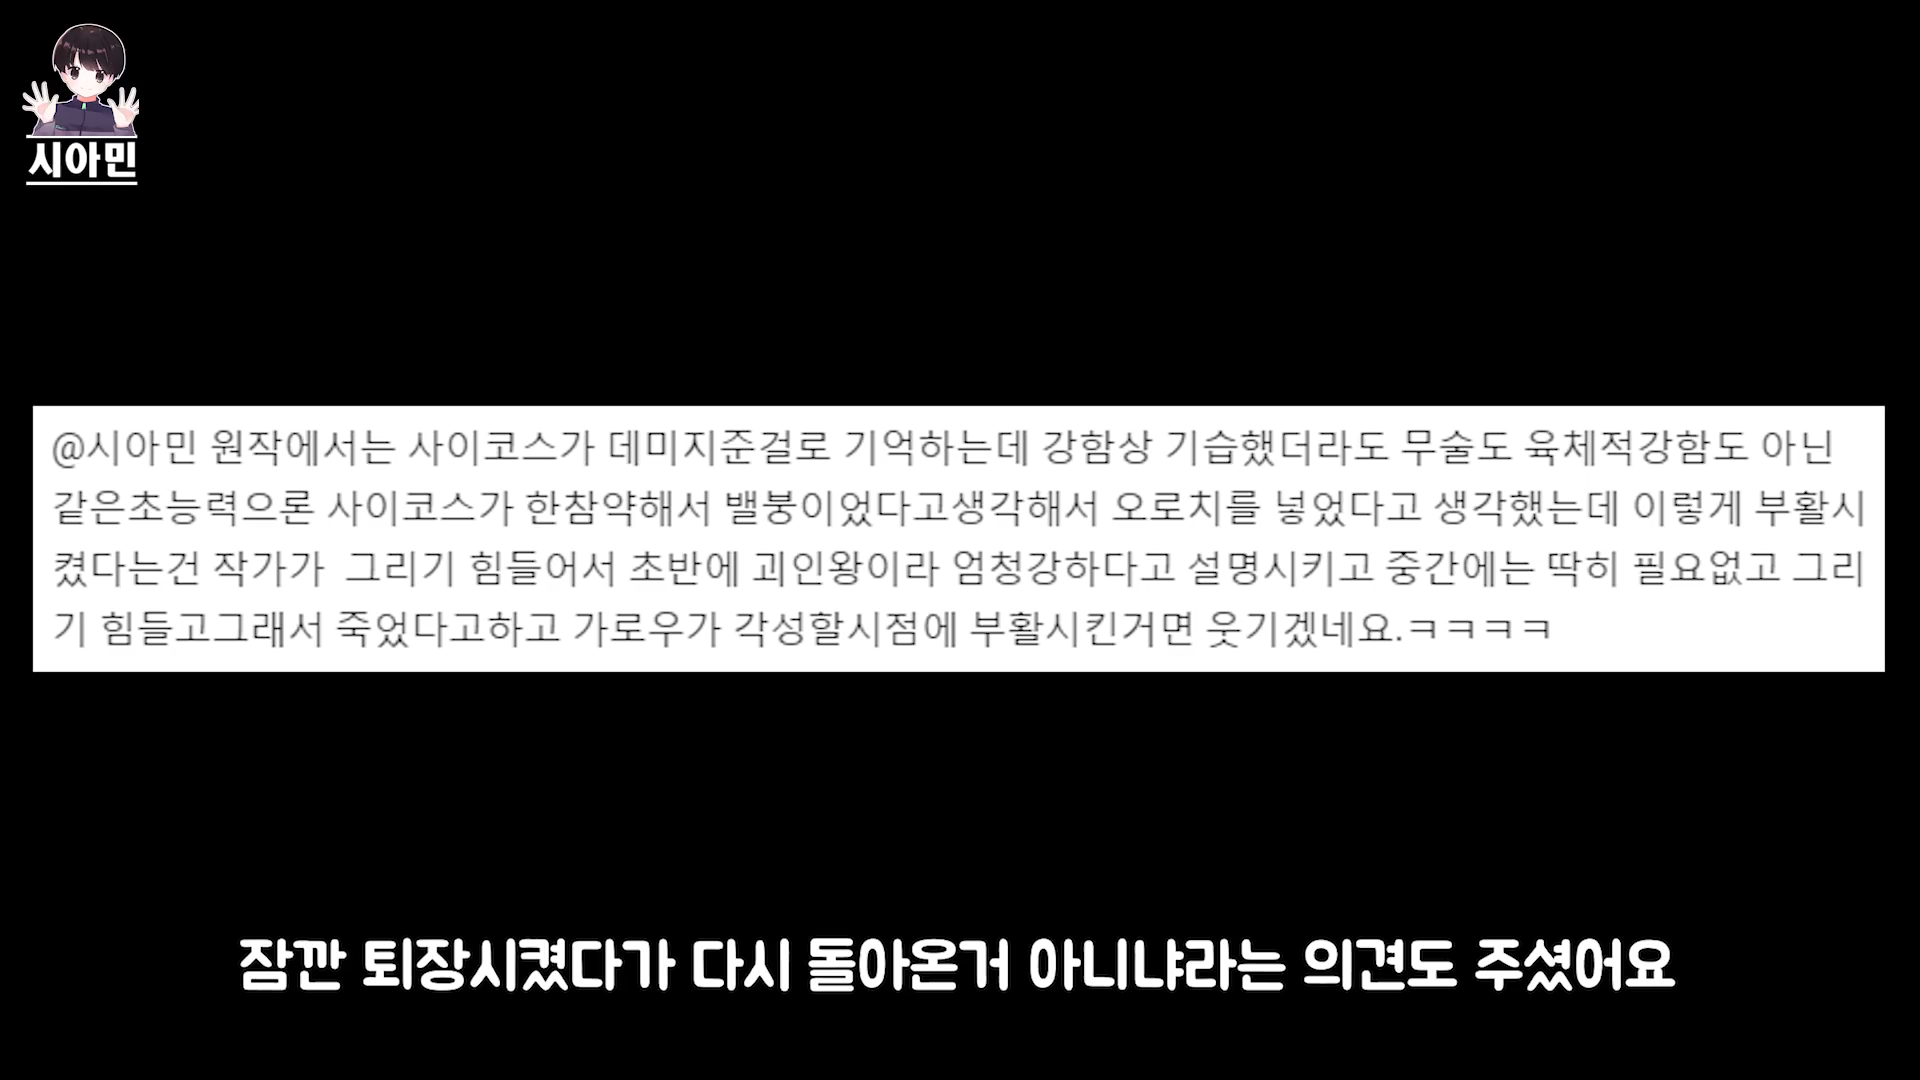 시아민
@시아민 원작에서는 사이코스가 데미지준걸로 기억하는데 강함상 기습했더라도 무술도 육체적강함도 아닌
같은초능력으론 사이코스가 한참약해서 밸붕이었다고생각해서 오로치를 넣었다고 생각했는데 이렇게 부활시
켰다는건 작가가  그리기 힘들어서 초반에 괴인왕이라 엄청강하다고 설명시키고 중간에는 딱히 필요없고 그리
기 힘들고그래서 죽었다고하고 가로우가 각성할시점에 부활시킨거면 웃기겠네요.ㅋㅋㅋㅋ
잠깐 퇴장시켰다가 다시 돌아온거 아니냐라는 의견도 주셨어요